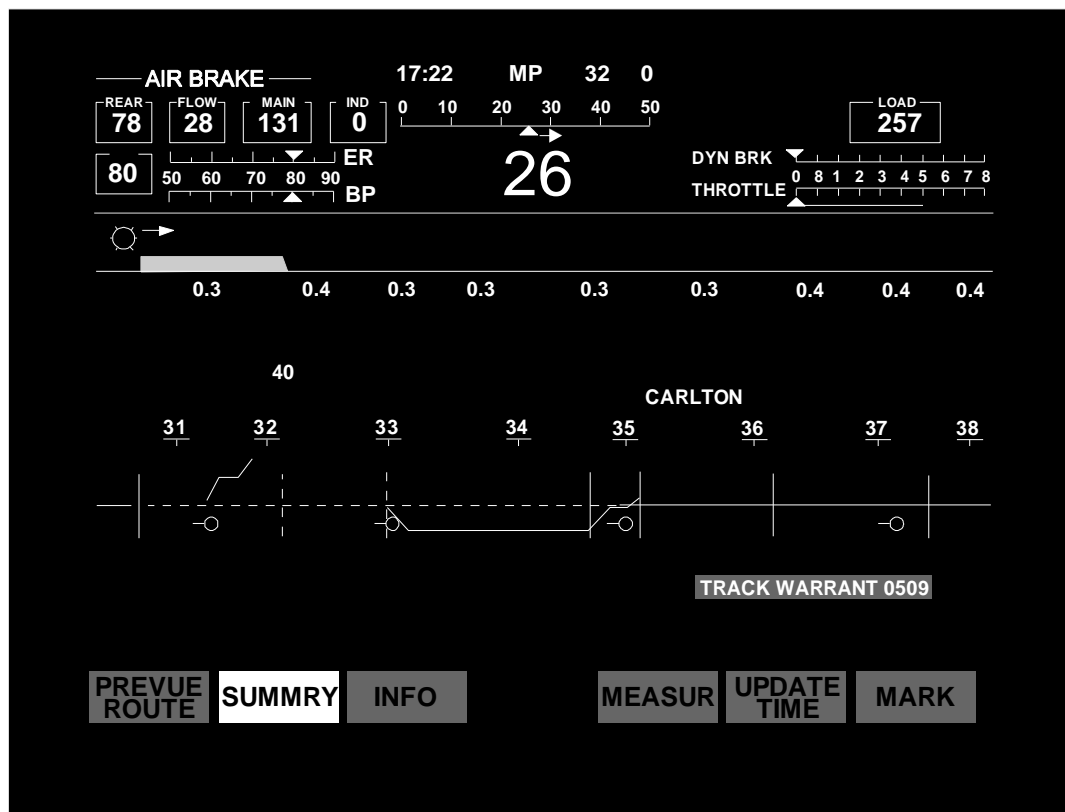 17:22 MP 32 0
AIR BRAKE
REAR FLOW MAIN IND LOAD
78 28 131 0 257
0 10 20 30 40 50
80 ER
50 60 70 80 90
BP
26
DYN BRK
0 8 1 2 3 4 5 6 7 8
THROTTLE
0.3 0.4 0.3 0.3 0.3 0.3 0.4 0.4 0.4
40
CARLTON
31 32 33 34 35 36 37 38
TRACK WARRANT 0509
PREVUE ROUTE
SUMMRY
INFO
MEASUR
UPDATE TIME
MARK